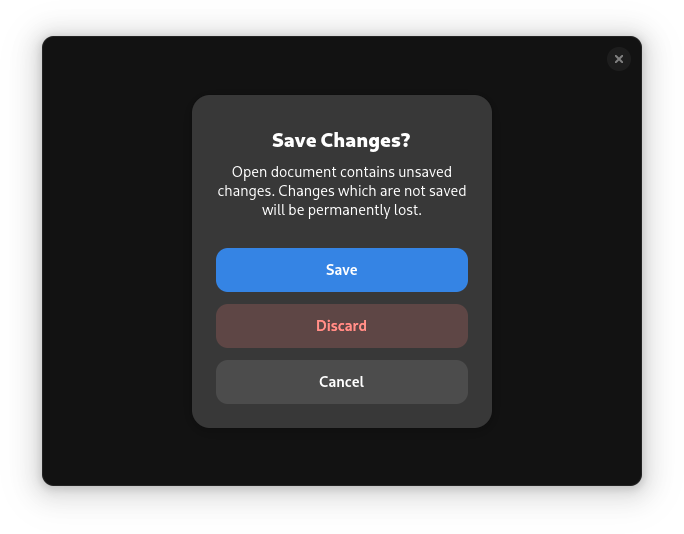 Save Changes?
Open document contains unsaved
changes. Changes which are not saved
will be permanently lost.
Save
Discard
Cancel